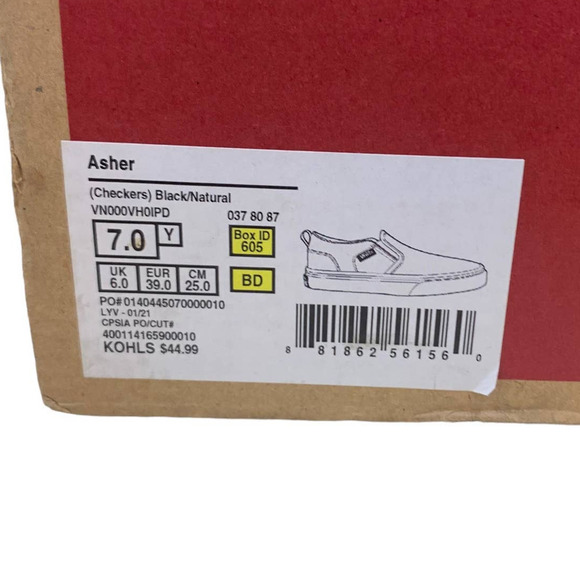 Asher
(Checkers) Black/Natural
VN000VH0IPD 037 80 87
7.0 Y Box ID 605
UK 6.0 EUR 39.0 CM 25.0 BD
PO# 0140445070000010
LYV - 01/21
CPSIA PO/CUT#
400114165900010
KOHLS $44.99
8 81862 56156 0